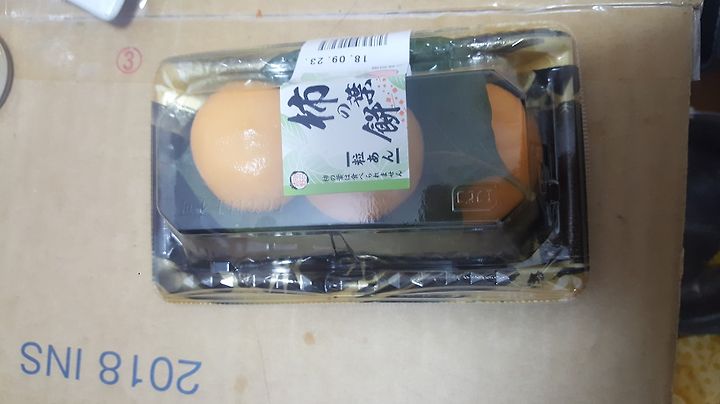 18.09.23
柿の葉餅
粒あん
柿の葉は食べられません
③
2018 INS